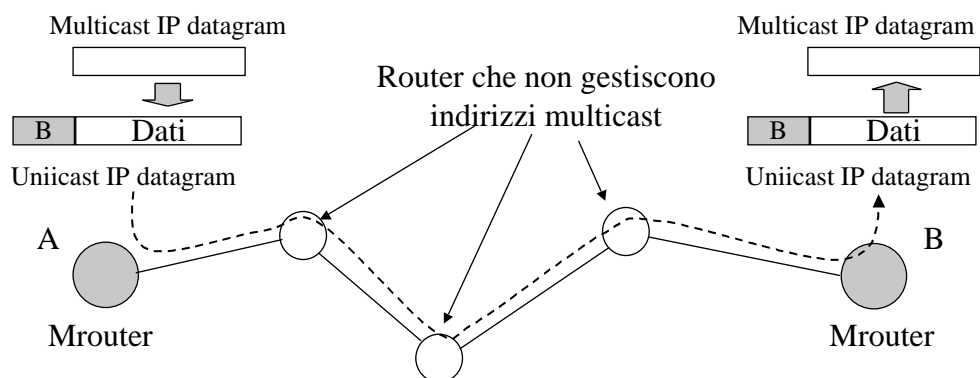 Multicast IP datagram
B Dati
Uniicast IP datagram
A
Mrouter
Router che non gestiscono
indirizzi multicast
Multicast IP datagram
B Dati
Uniicast IP datagram
B
Mrouter